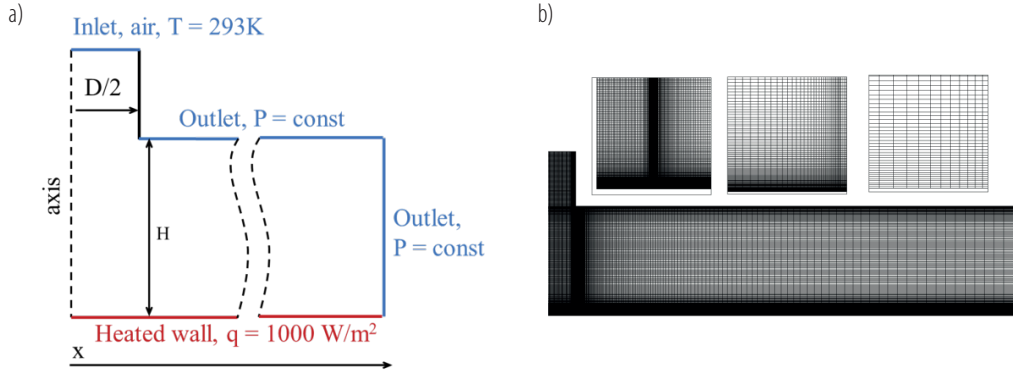 a)
Inlet, air, T = 293K
D/2
Outlet, P = const
axis
H
Outlet,
P = const
Heated wall, q = 1000 W/m²
x
b)